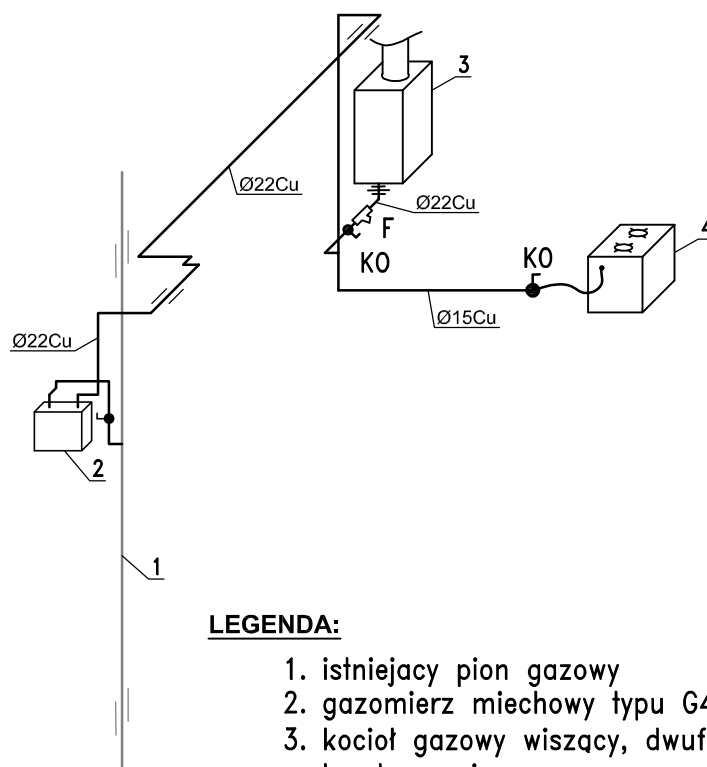 3
Ø22Cu
Ø22Cu
F
KO
KO
4
Ø15Cu
Ø22Cu
2
1
LEGENDA:
1. istniejacy pion gazowy
2. gazomierz miechowy typu G4
3. kocioł gazowy wiszący, dwuf